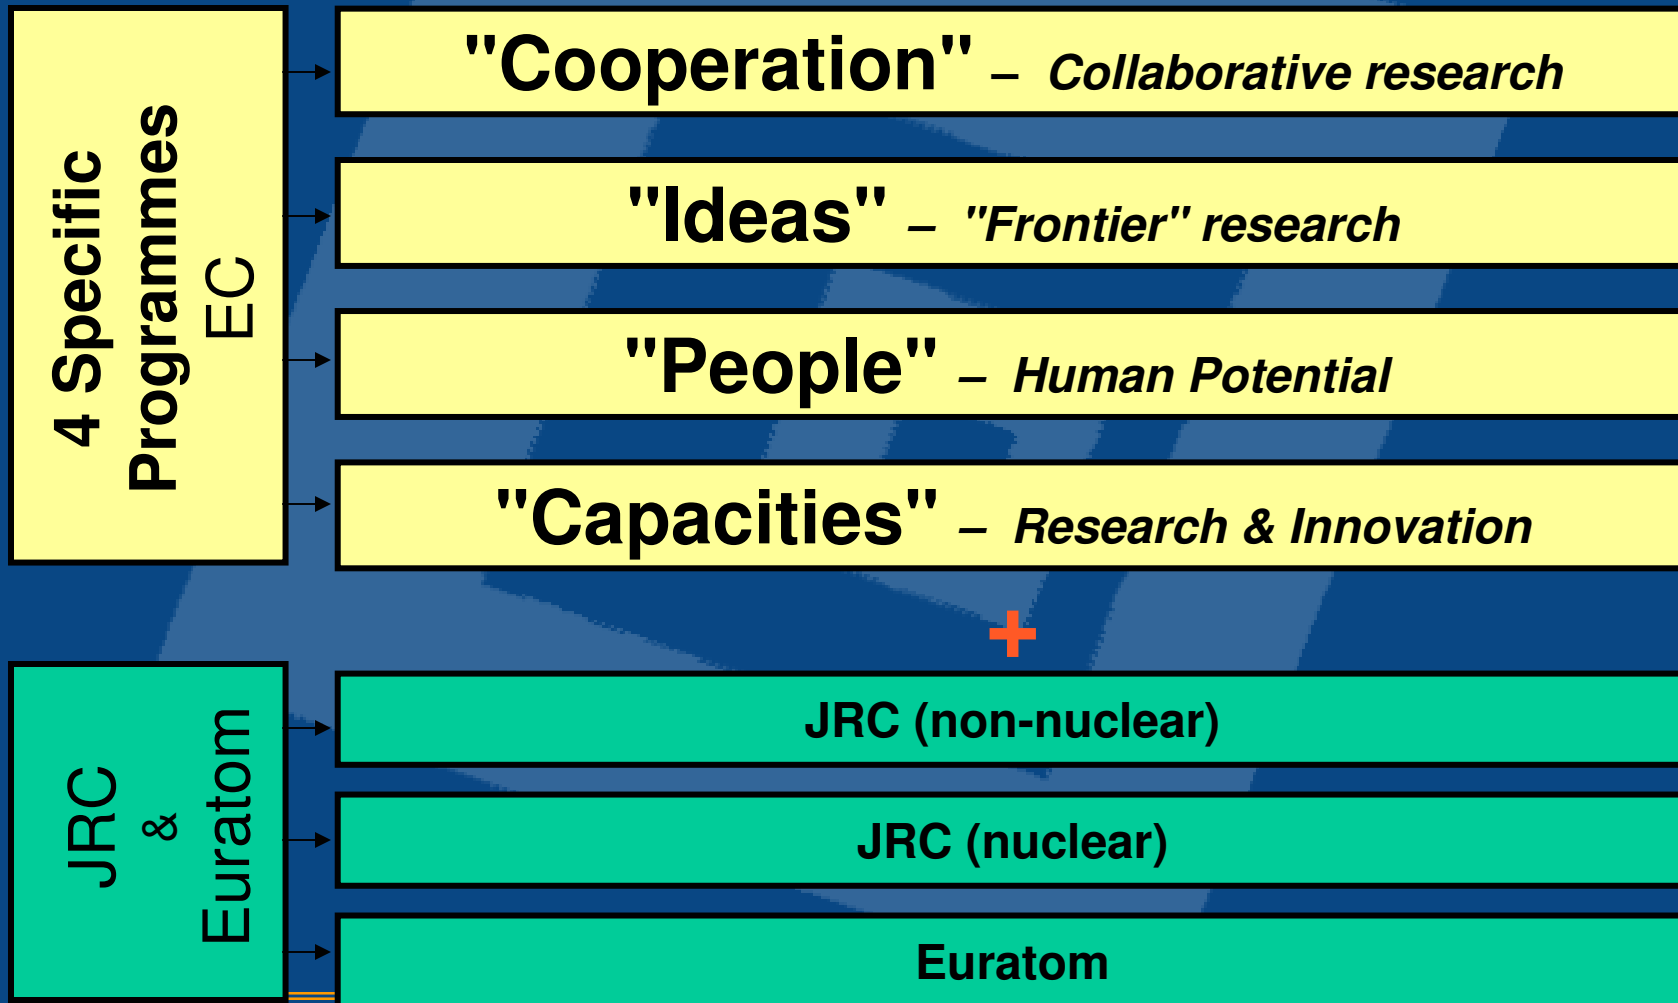 4 Specific
Programmes
EC
"Cooperation" – Collaborative research
"Ideas" – "Frontier" research
"People" – Human Potential
"Capacities" – Research & Innovation
+
JRC
&
Euratom
JRC (non-nuclear)
JRC (nuclear)
Euratom